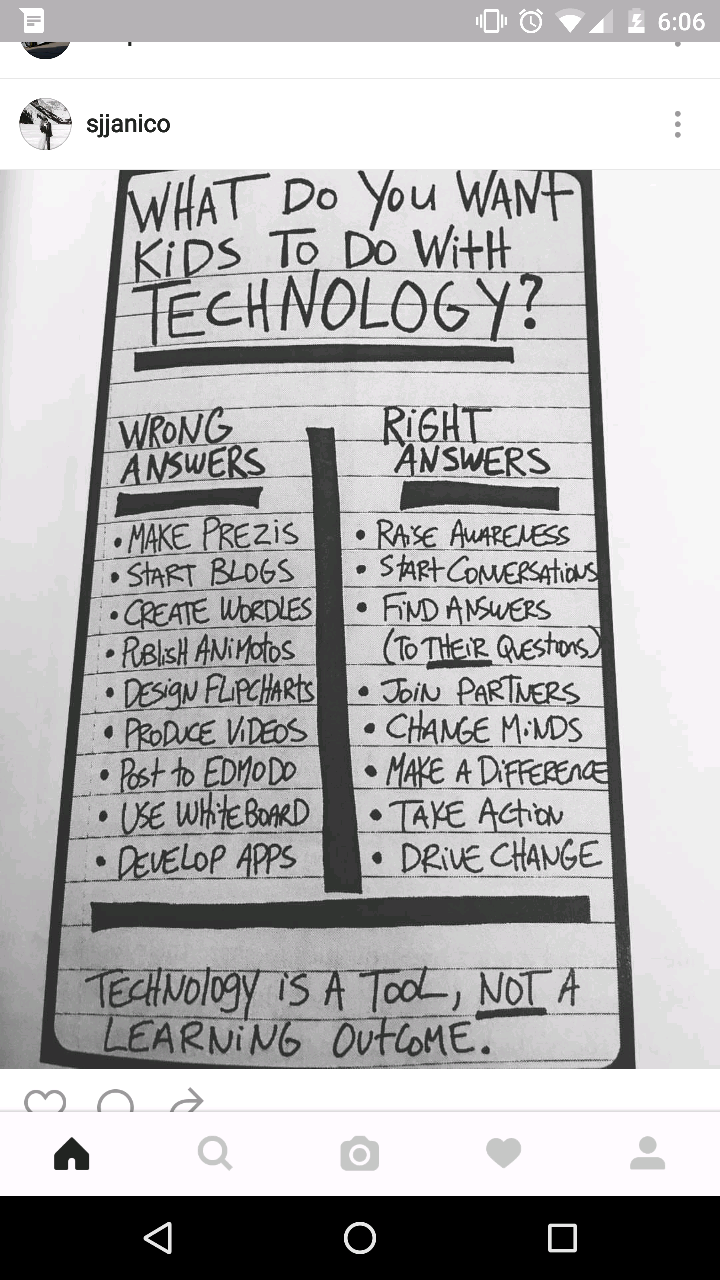 6:06
sjjanico
WHAT DO YOU WANT
KiDS TO DO WitH
TECHNOLOGY?
WRONG
ANSWERS
• MAKE PREZiS
• START BLOGS
• CREATE WORDLES
• PUBLisH ANiMOtOS
• DESIGN FLiPCHARtS
• PRODUCE ViDEOS
• POST to EDMODO
• USE WHitEBOARD
• DEVELOP APPS
RiGHT
ANSWERS
• RAiSE AWARENESS
• StARt CONVERSAtiONS
• FiND ANSWERS
(TO THEIR QUEStiONS)
• JOiN PARTNERS
• CHANGE MiNDS
• MAKE A DiFFERENCE
• TAKE ACtiON
• DRiVE CHANGE
TECHNOlOGY iS A TOOL, NOT A
LEARNiNG OUtCOME.